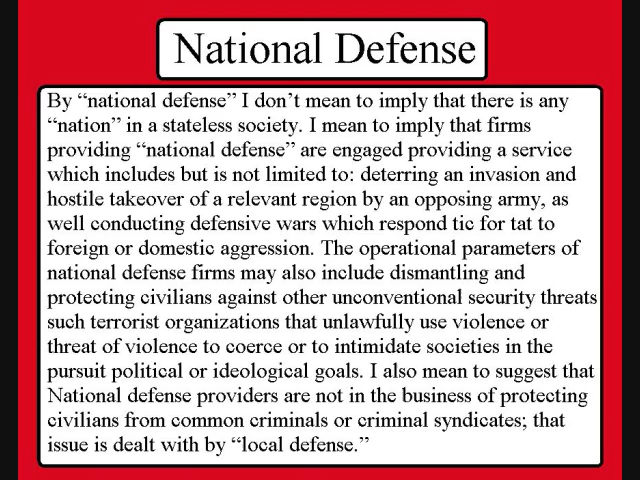 National Defense
By “national defense” I don’t mean to imply that there is any
“nation” in a stateless society. I mean to imply that firms
providing “national defense” are engaged providing a service
which includes but is not limited to: deterring an invasion and
hostile takeover of a relevant region by an opposing army, as
well conducting defensive wars which respond tic for tat to
foreign or domestic aggression. The operational parameters of
national defense firms may also include dismantling and
protecting civilians against other unconventional security threats
such terrorist organizations that unlawfully use violence or
threat of violence to coerce or to intimidate societies in the
pursuit political or ideological goals. I also mean to suggest that
National defense providers are not in the business of protecting
civilians from common criminals or criminal syndicates; that
issue is dealt with by “local defense.”